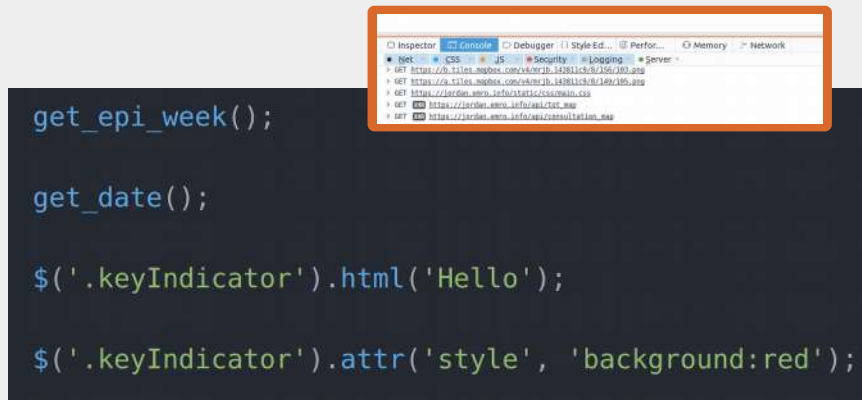 Inspector Console Debugger Style Ed... Perfor... Memory Network
Net CSS JS Security Logging Server
GET https://b.tiles.mapbox.com/v4/mrjb.143811c9/8/156/103.png
GET https://a.tiles.mapbox.com/v4/mrjb.143811c9/8/149/105.png
GET https://jordan.emro.info/static/css/main.css
GET XHR https://jordan.emro.info/api/tot_map
GET XHR https://jordan.emro.info/api/consultation_map
get_epi_week();
get_date();
$('.keyIndicator').html('Hello');
$('.keyIndicator').attr('style', 'background:red');